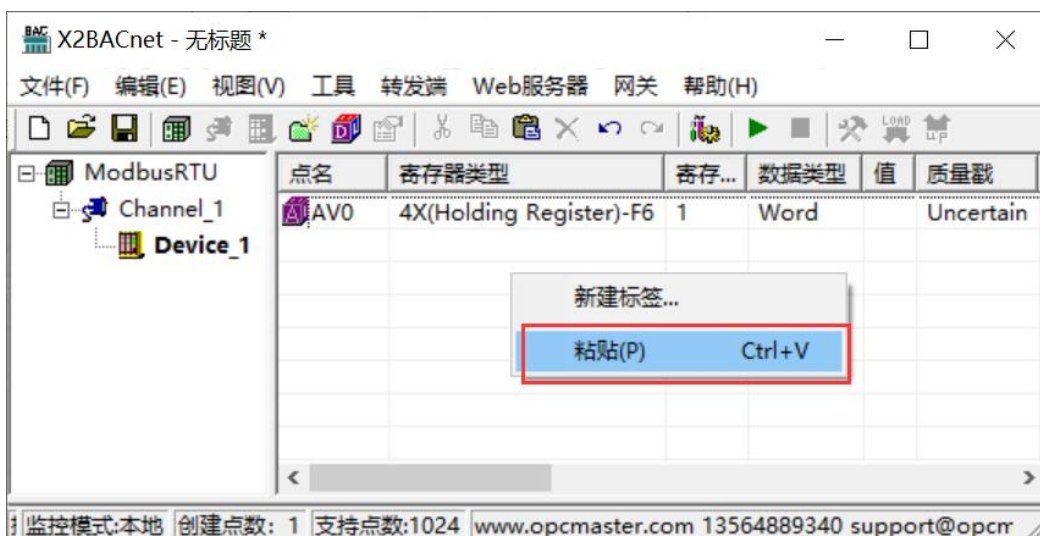 X2BACnet - 无标题 *
文件(F) 编辑(E) 视图(V) 工具 转发端 Web服务器 网关 帮助(H)
ModbusRTU
Channel_1
Device_1
点名 寄存器类型 寄存... 数据类型 值 质量戳
AV0 4X(Holding Register)-F6 1 Word Uncertain
新建标签...
粘贴(P) Ctrl+V
监控模式:本地 创建点数: 1 支持点数:1024 www.opcmaster.com 13564889340 support@opcm